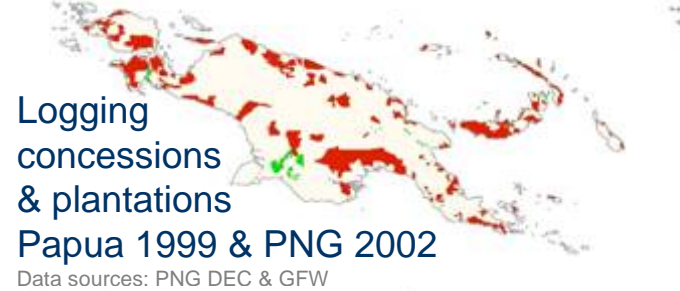 Logging
concessions
& plantations
Papua 1999 & PNG 2002
Data sources: PNG DEC & GFW